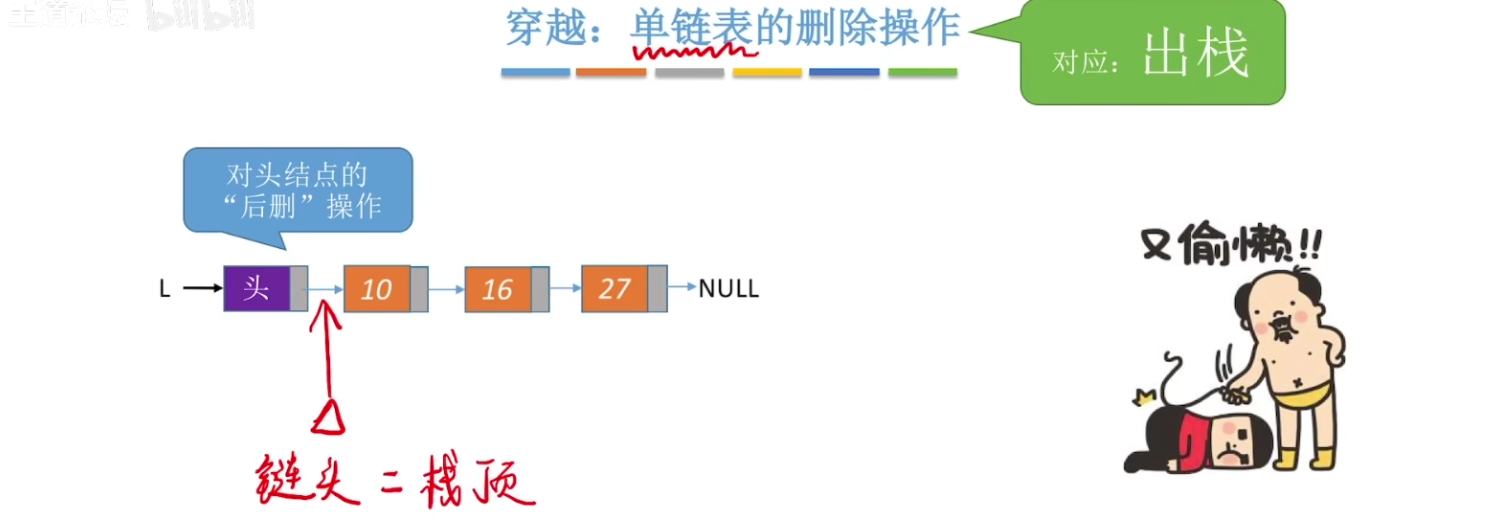 王道论坛 bilibili
穿越：单链表的删除操作
对应：出栈
对头结点的
“后删”操作
又偷懒!!
L 头 10 16 27 NULL
链头＝栈顶